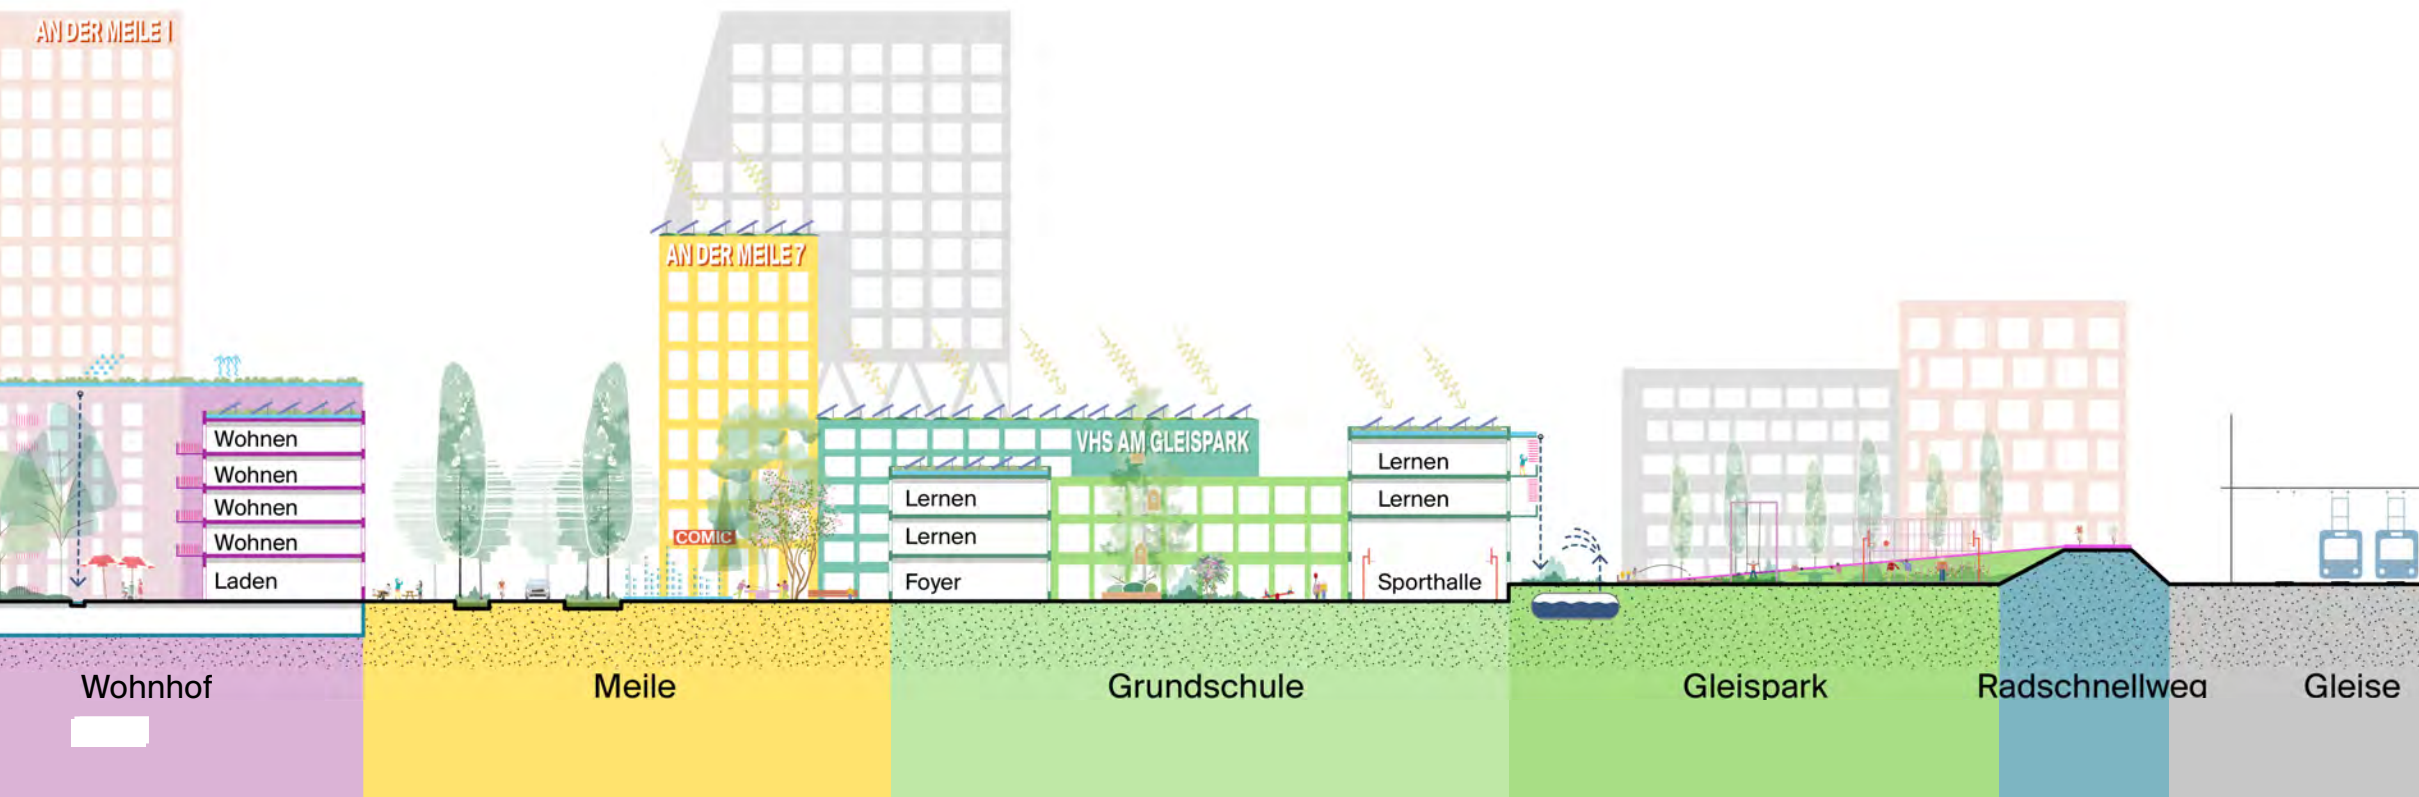 AN DER MEILE 1
AN DER MEILE 7
VHS AM GLEISPARK
COMIC
Wohnen
Wohnen
Wohnen
Wohnen
Laden
Lernen
Lernen
Foyer
Lernen
Lernen
Sporthalle
Wohnhof
Meile
Grundschule
Gleispark
Radschnellweg
Gleise